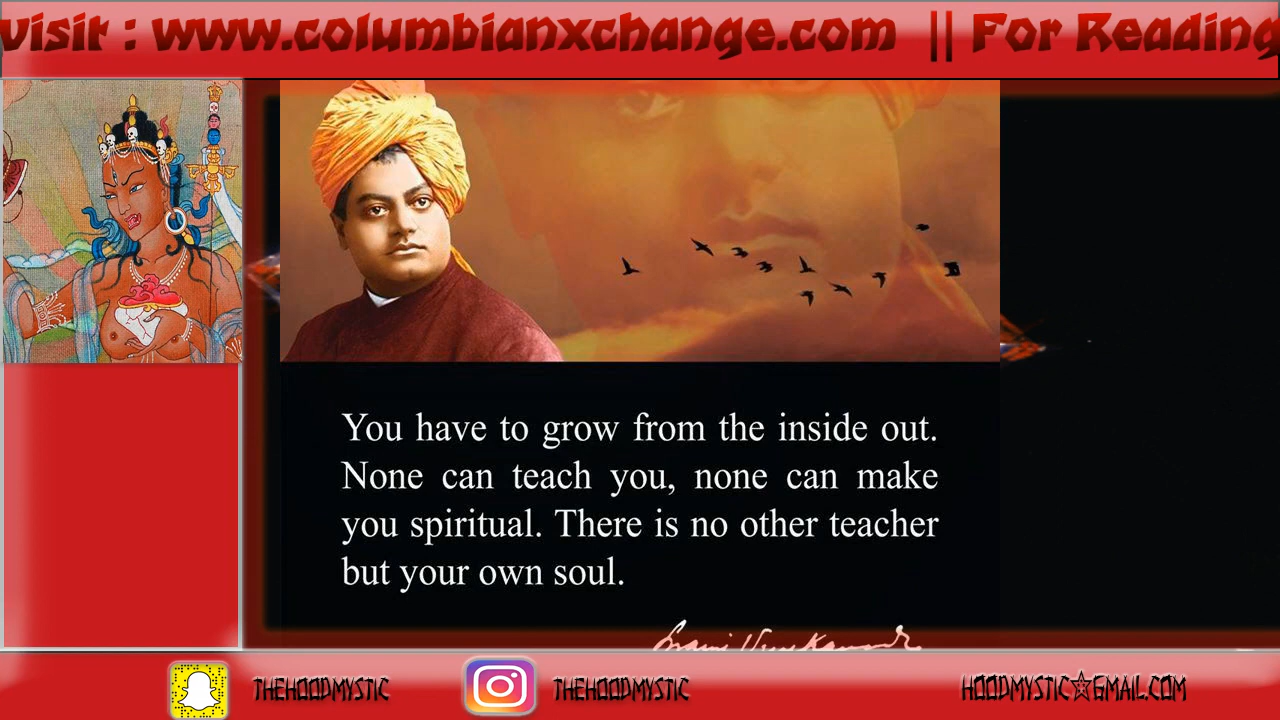 visit : www.columbianxchange.com || For Reading
You have to grow from the inside out.
None can teach you, none can make
you spiritual. There is no other teacher
but your own soul.
THEHOODMYSTIC
THEHOODMYSTIC
HOODMYSTIC☆GMAIL.COM